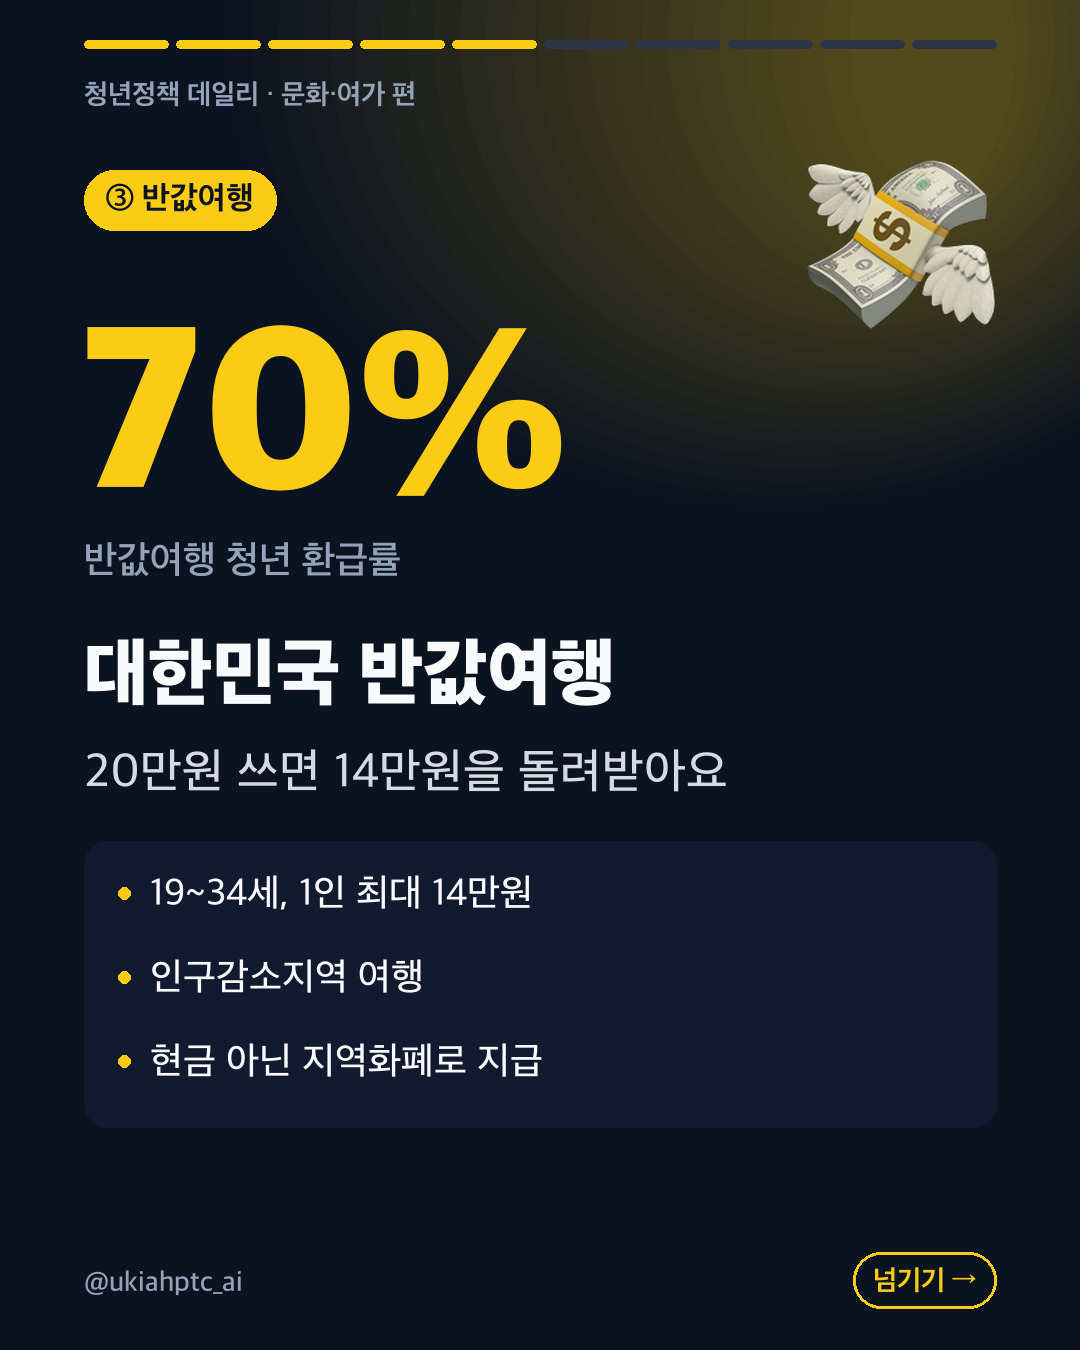 청년정책 데일리 · 문화·여가 편
③ 반값여행
70%
반값여행 청년 환급률
대한민국 반값여행
20만원 쓰면 14만원을 돌려받아요
• 19~34세, 1인 최대 14만원
• 인구감소지역 여행
• 현금 아닌 지역화폐로 지급
@ukiahptc_ai
넘기기 →